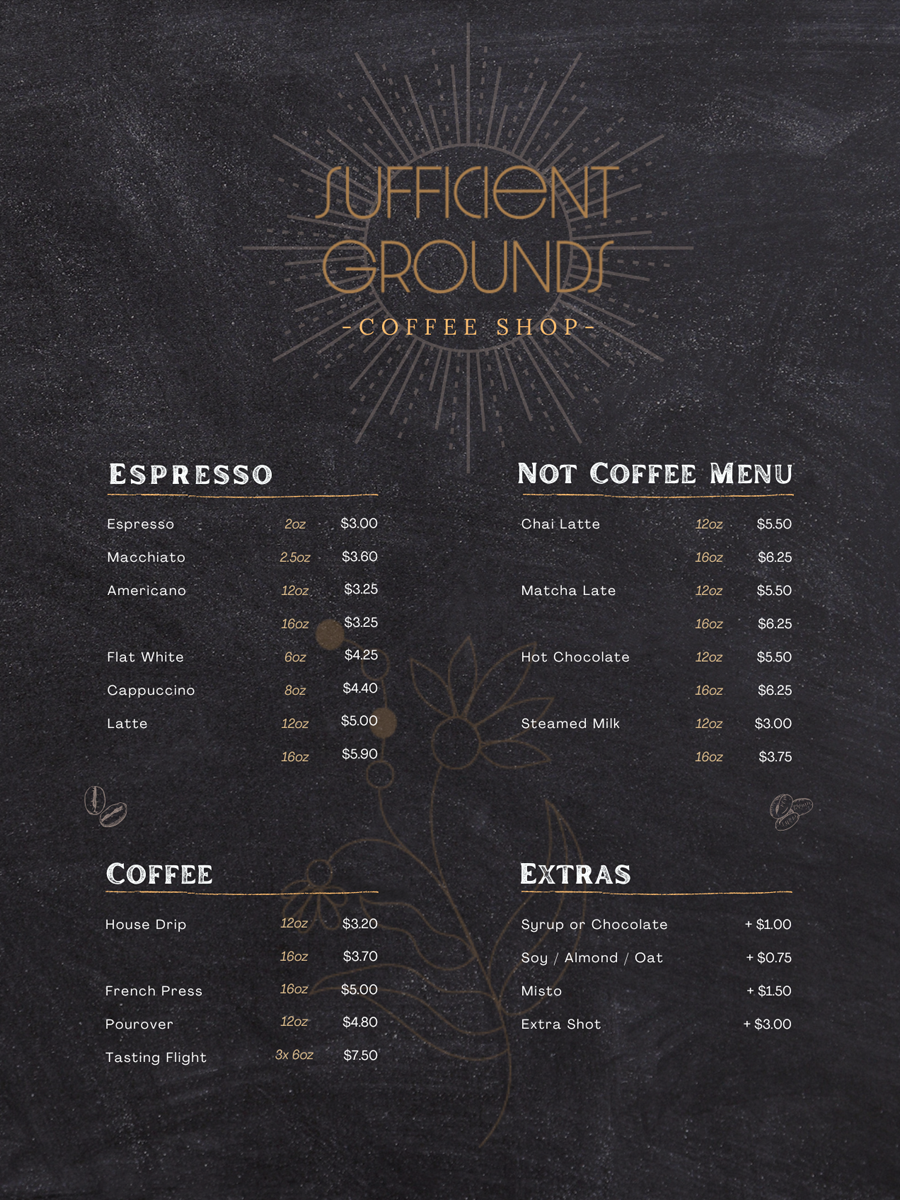 SUFFICIENT
GROUNDS
-COFFEE SHOP-
ESPRESSO
Espresso 2oz $3.00
Macchiato 2.5oz $3.60
Americano 12oz $3.25
16oz $3.25
Flat White 6oz $4.25
Cappuccino 8oz $4.40
Latte 12oz $5.00
16oz $5.90
NOT COFFEE MENU
Chai Latte 12oz $5.50
16oz $6.25
Matcha Late 12oz $5.50
16oz $6.25
Hot Chocolate 12oz $5.50
16oz $6.25
Steamed Milk 12oz $3.00
16oz $3.75
COFFEE
House Drip 12oz $3.20
16oz $3.70
French Press 16oz $5.00
Pourover 12oz $4.80
Tasting Flight 3x 6oz $7.50
EXTRAS
Syrup or Chocolate + $1.00
Soy / Almond / Oat + $0.75
Misto + $1.50
Extra Shot + $3.00